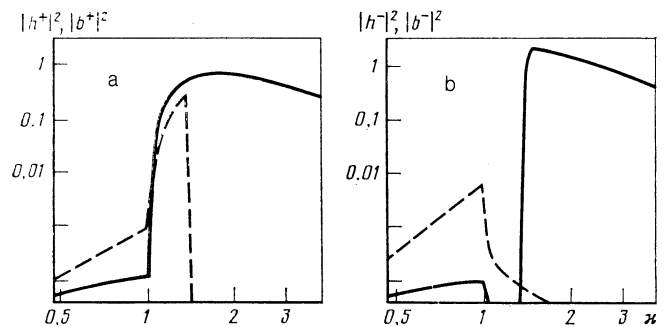 |h⁺|², |b⁺|²
|h⁻|², |b⁻|²
a
b
1
0.1
0,01
1
0.1
0,01
0,5 1 2 3
0,5 1 2 3 ϰ